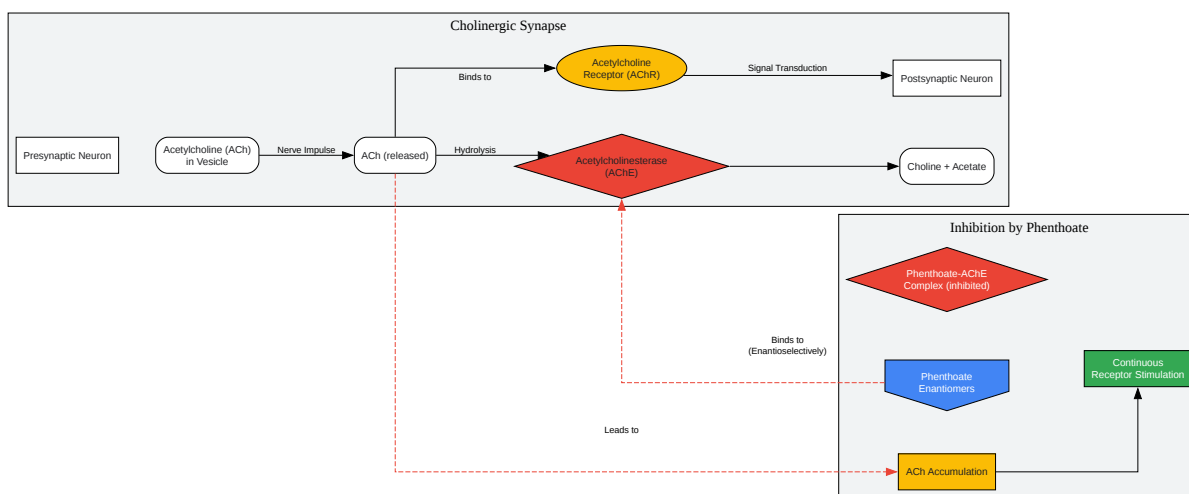 Cholinergic Synapse
Acetylcholine
Receptor (AChR)
Binds to
Signal Transduction
Postsynaptic Neuron
Presynaptic Neuron
Acetylcholine (ACh)
in Vesicle
Nerve Impulse
ACh (released)
Hydrolysis
Acetylcholinesterase
(AChE)
Choline + Acetate
Inhibition by Phenthoate
Phenthoate-AChE
Complex (inhibited)
Binds to
(Enantioselectively)
Phenthoate
Enantiomers
Continuous
Receptor Stimulation
Leads to
ACh Accumulation